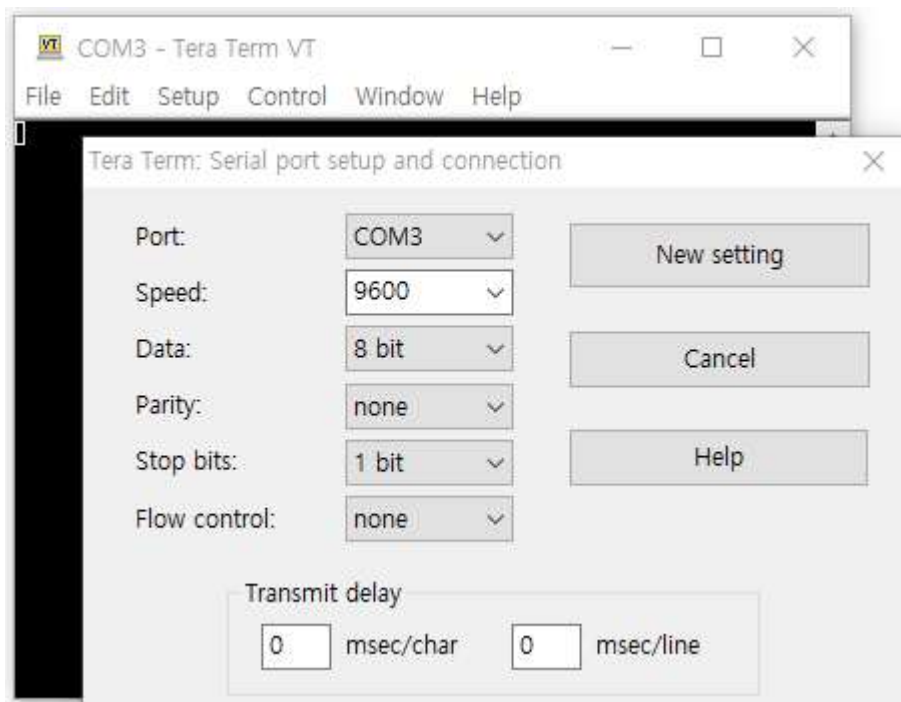 COM3 - Tera Term VT
File Edit Setup Control Window Help
Tera Term: Serial port setup and connection
Port: COM3 New setting
Speed: 9600
Data: 8 bit Cancel
Parity: none
Stop bits: 1 bit Help
Flow control: none
Transmit delay
0 msec/char 0 msec/line